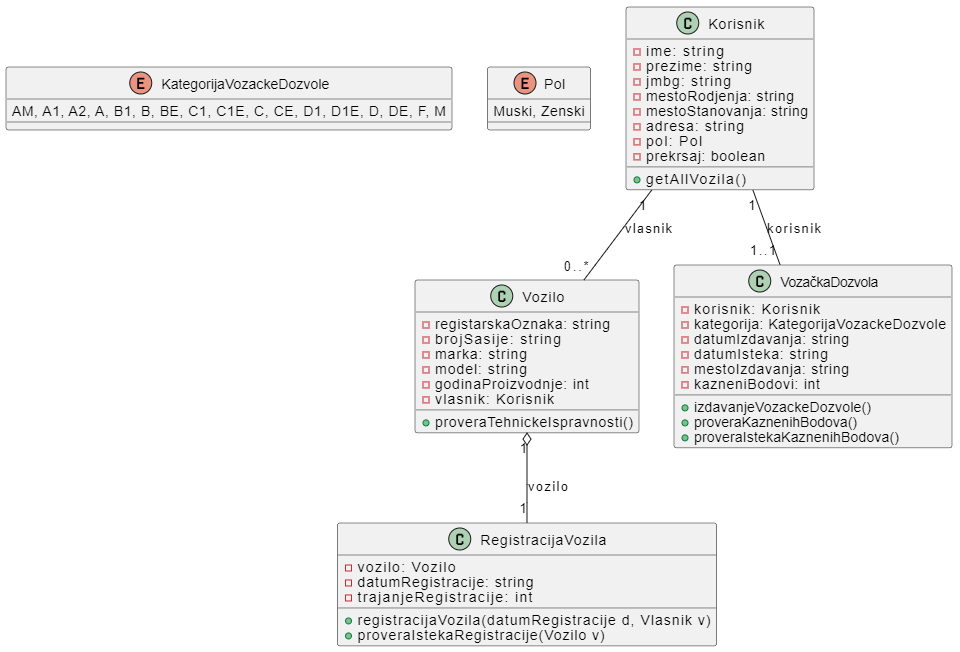 E KategorijaVozackeDozvole
AM, A1, A2, A, B1, B, BE, C1, C1E, C, CE, D1, D1E, D, DE, F, M
E Pol
Muski, Zenski
C Korisnik
ime: string
prezime: string
jmbg: string
mestoRodjenja: string
mestoStanovanja: string
adresa: string
pol: Pol
prekrsaj: boolean
getAllVozila()
1
vlasnik
0..*
1
korisnik
1..1
C Vozilo
registarskaOznaka: string
brojSasije: string
marka: string
model: string
godinaProizvodnje: int
vlasnik: Korisnik
proveraTehnickeIspravnosti()
C VozačkaDozvola
korisnik: Korisnik
kategorija: KategorijaVozackeDozvole
datumIzdavanja: string
datumIsteka: string
mestoIzdavanja: string
kazneniBodovi: int
izdavanjeVozackeDozvole()
proveraKaznenihBodova()
proveraIstekaKaznenihBodova()
1
vozilo
1
C RegistracijaVozila
vozilo: Vozilo
datumRegistracije: string
trajanjeRegistracije: int
registracijaVozila(datumRegistracije d, Vlasnik v)
proveraIstekaRegistracije(Vozilo v)